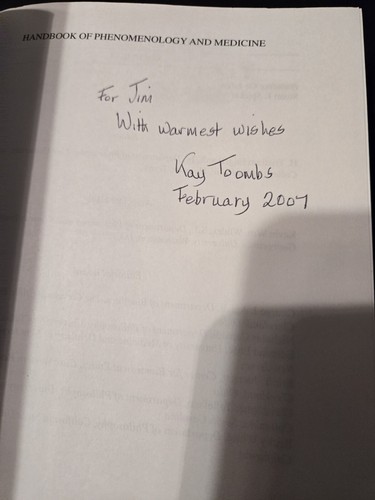 HANDBOOK OF PHENOMENOLOGY AND MEDICINE
For Jim
With warmest wishes
Kay Toombs
February 2007